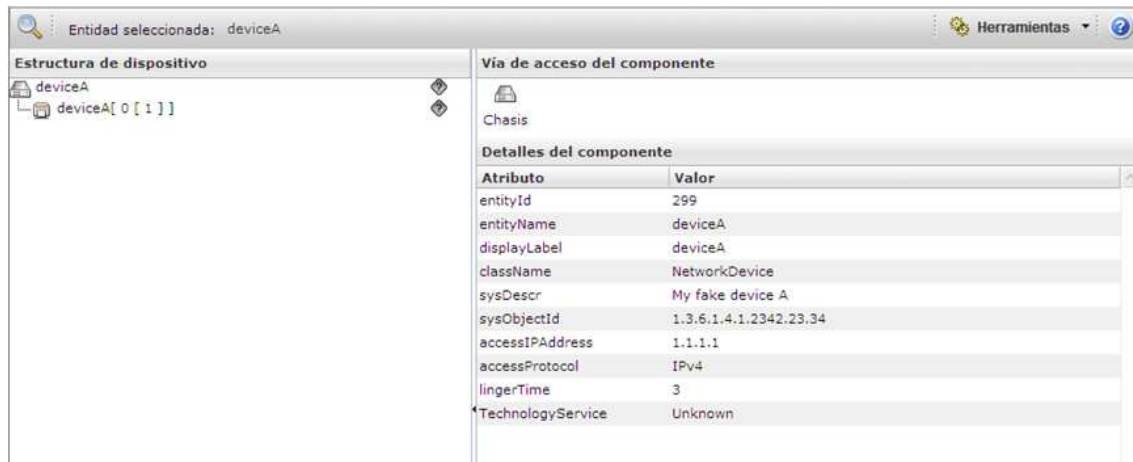 Entidad seleccionada: deviceA
Herramientas
Estructura de dispositivo
deviceA
deviceA[ 0 [ 1 ] ]
Vía de acceso del componente
Chasis
Detalles del componente
Atributo Valor
entityId 299
entityName deviceA
displayLabel deviceA
className NetworkDevice
sysDescr My fake device A
sysObjectId 1.3.6.1.4.1.2342.23.34
accessIPAddress 1.1.1.1
accessProtocol IPv4
lingerTime 3
TechnologyService Unknown